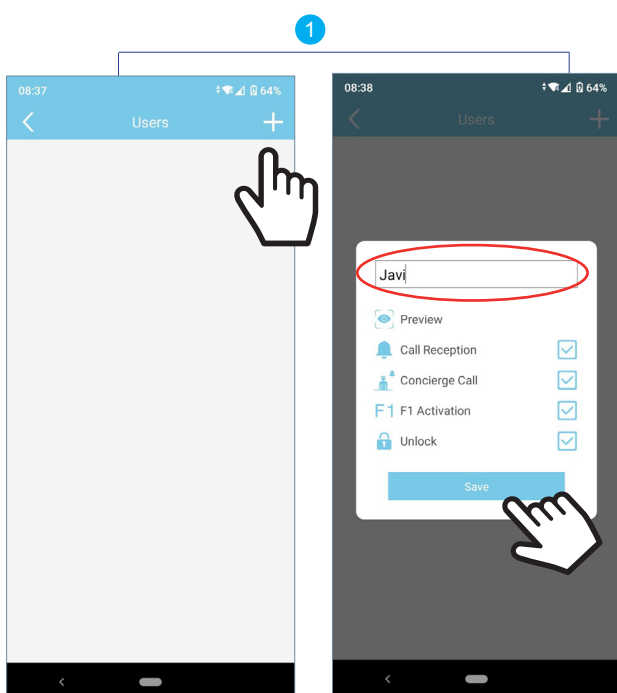 1
08:37
64%
Users
08:38
64%
Users
Javi
Preview
Call Reception
Concierge Call
F1 F1 Activation
Unlock
Save